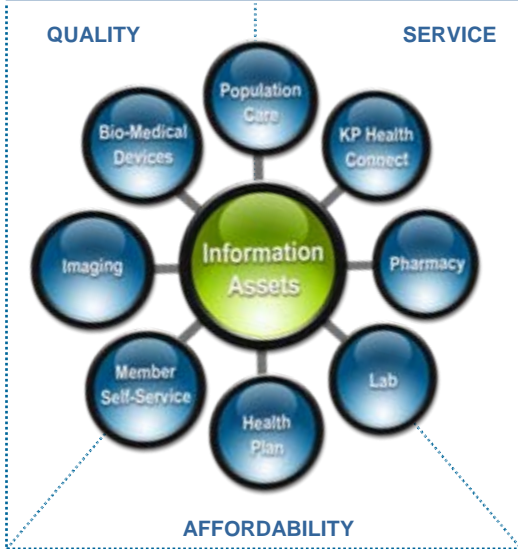 QUALITY
SERVICE
Population
Care
Bio-Medical
Devices
KP Health
Connect
Imaging
Information
Assets
Pharmacy
Member
Self-Service
Lab
Health
Plan
AFFORDABILITY